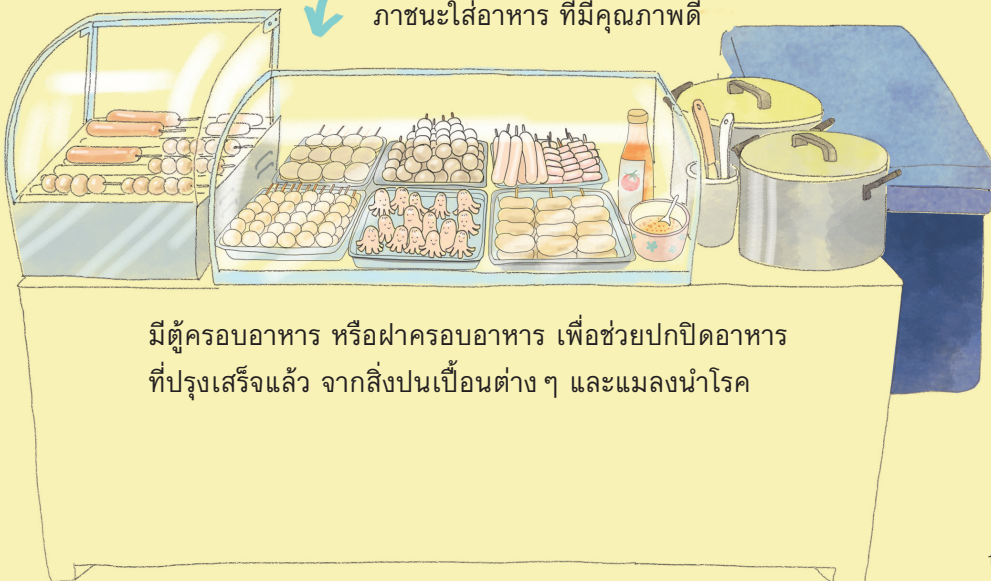 ภาชนะใส่อาหาร ที่มีคุณภาพดี
มีตู้ครอบอาหาร หรือฝาครอบอาหาร เพื่อช่วยปกปิดอาหาร
ที่ปรุงเสร็จแล้ว จากสิ่งปนเปื้อนต่าง ๆ และแมลงนำโรค